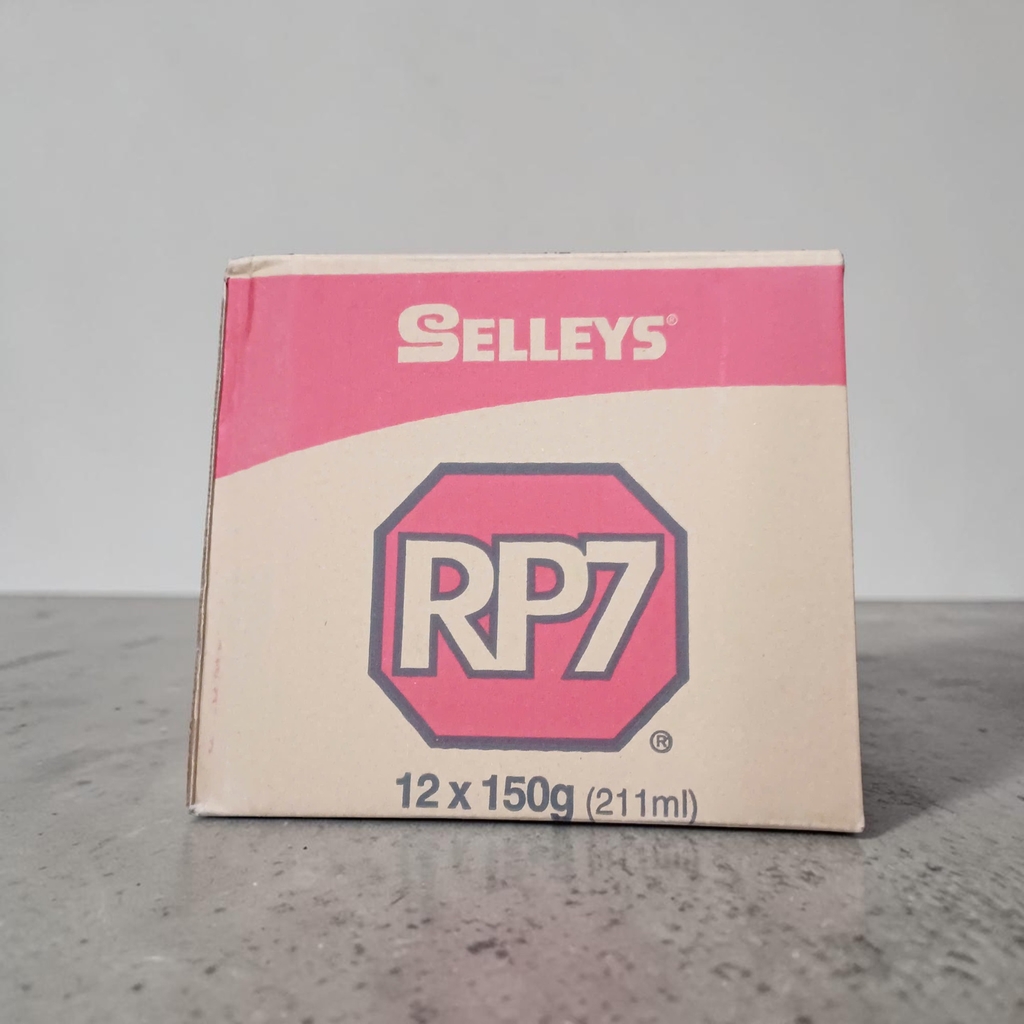 SELLEYS®
RP7
®
12 x 150g (211ml)